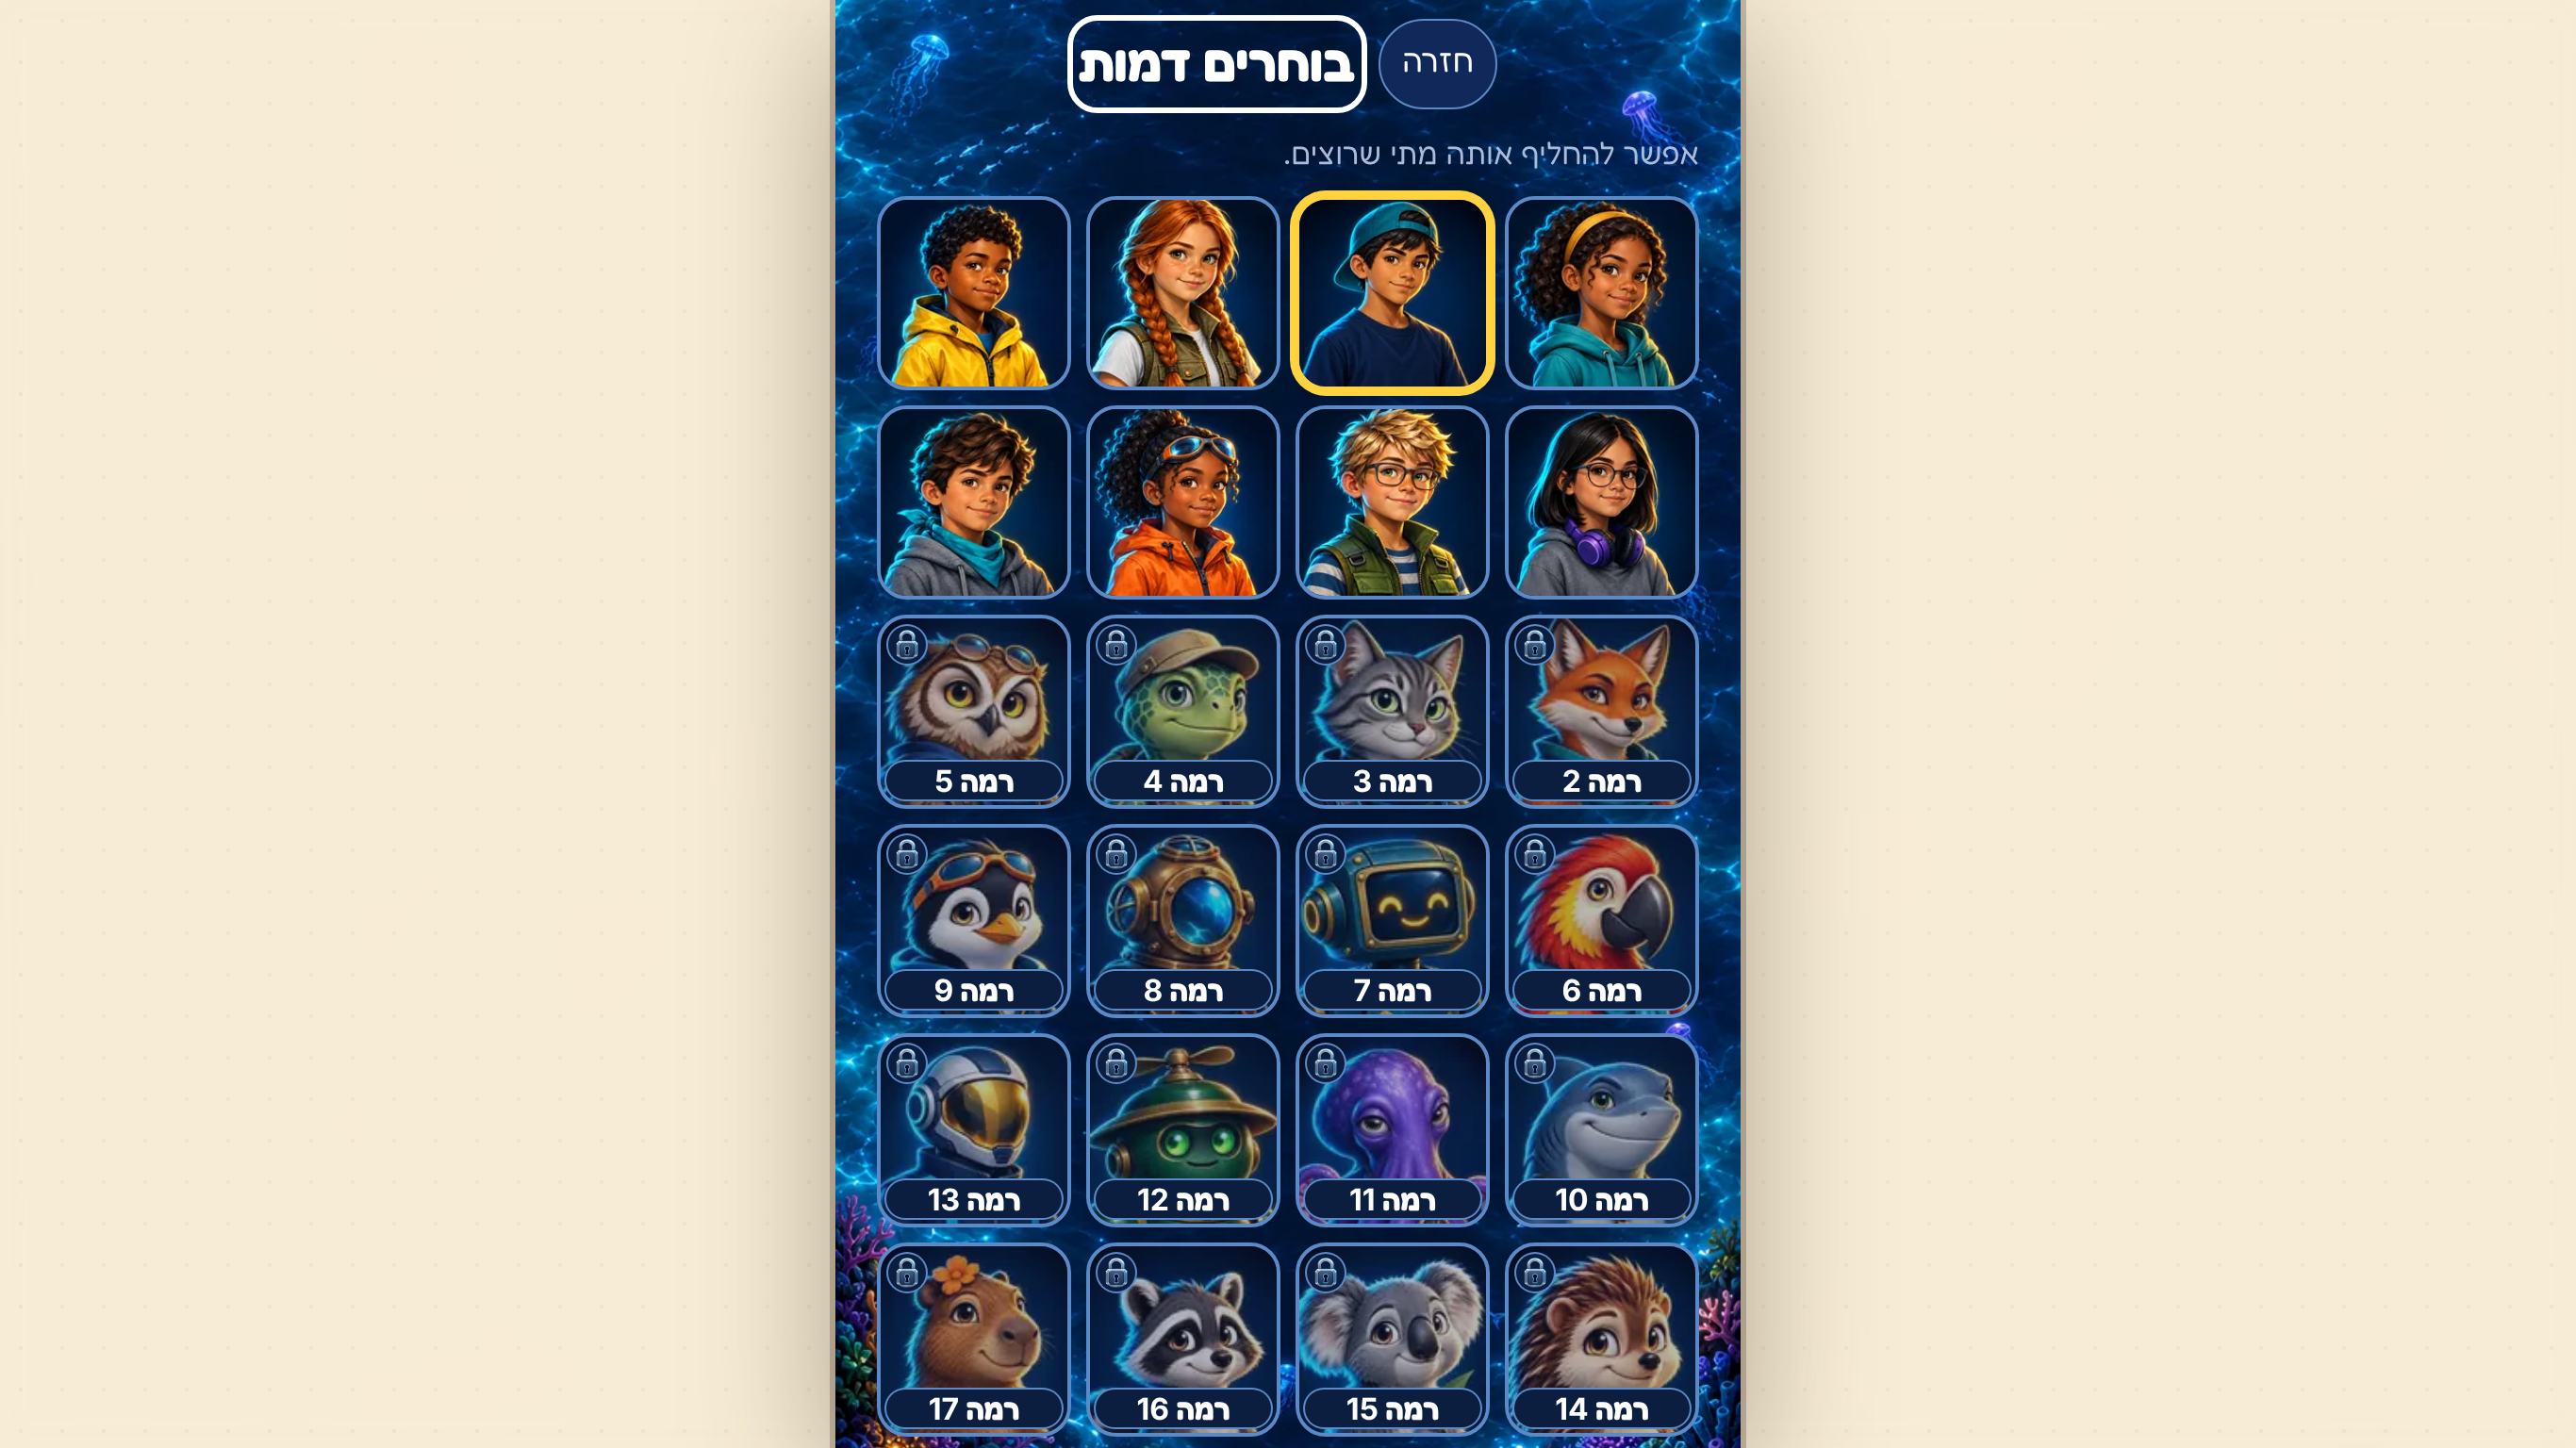 חזרה
בוחרים דמות
אפשר להחליף אותה מתי שרוצים.
רמה 2
רמה 3
רמה 4
רמה 5
רמה 6
רמה 7
רמה 8
רמה 9
רמה 10
רמה 11
רמה 12
רמה 13
רמה 14
רמה 15
רמה 16
רמה 17